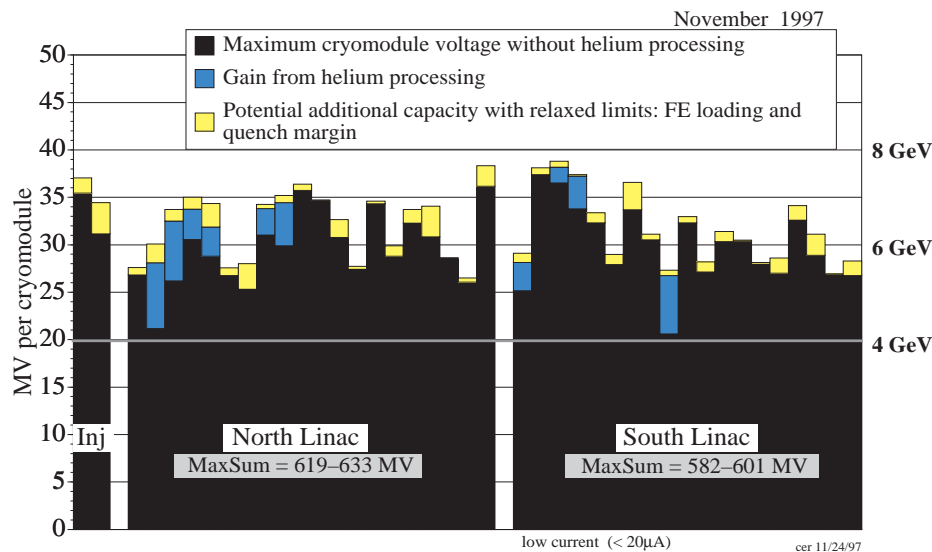 November 1997
Maximum cryomodule voltage without helium processing
Gain from helium processing
Potential additional capacity with relaxed limits: FE loading and
quench margin
MV per cryomodule
50
45
40
35
30
25
20
15
10
5
0
8 GeV
6 GeV
4 GeV
Inj
North Linac
MaxSum = 619–633 MV
South Linac
MaxSum = 582–601 MV
low current (< 20µA)
cer 11/24/97